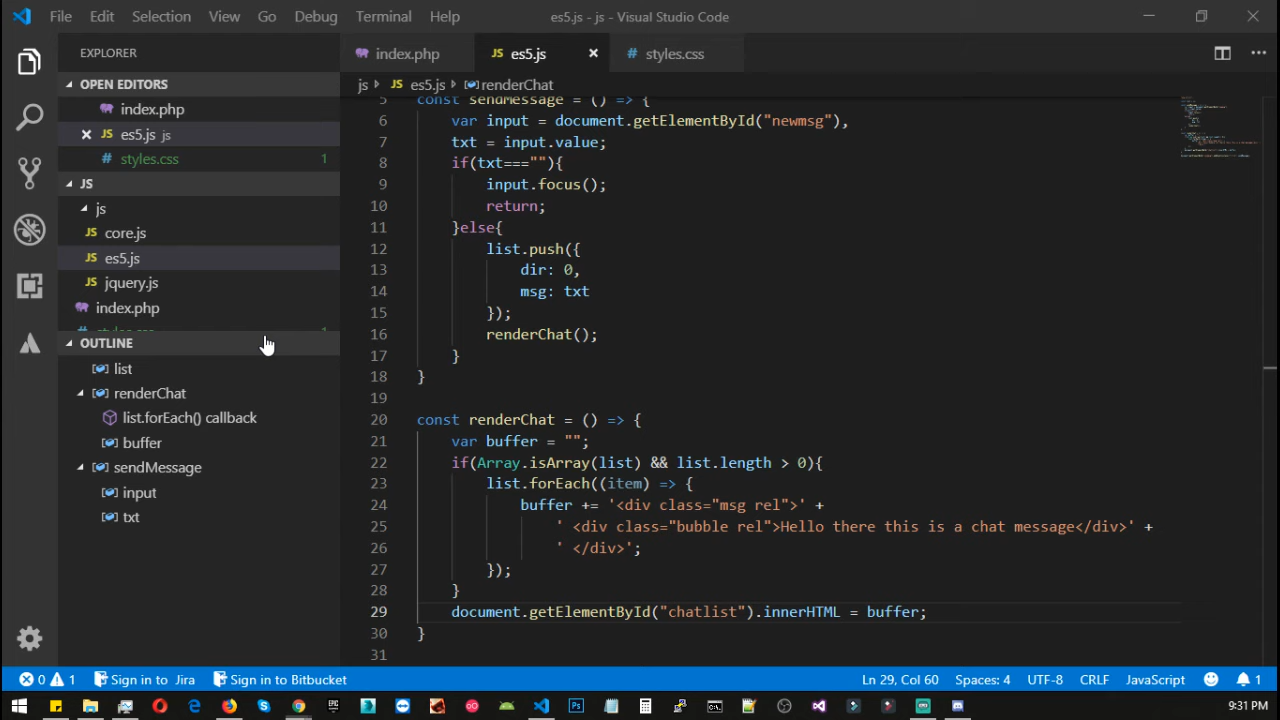 File Edit Selection View Go Debug Terminal Help es5.js - js - Visual Studio Code
EXPLORER
OPEN EDITORS
index.php
es5.js js
styles.css 1
JS
js
core.js
es5.js
jquery.js
index.php
styles.css 1
OUTLINE
list
renderChat
list.forEach() callback
buffer
sendMessage
input
txt
index.php es5.js styles.css
js es5.js renderChat
5 const sendMessage = () => {
6 var input = document.getElementById("newmsg"),
7 txt = input.value;
8 if(txt===""){
9 input.focus();
10 return;
11 }else{
12 list.push({
13 dir: 0,
14 msg: txt
15 });
16 renderChat();
17 }
18 }
19
20 const renderChat = () => {
21 var buffer = "";
22 if(Array.isArray(list) && list.length > 0){
23 list.forEach((item) => {
24 buffer += '<div class="msg rel">' +
25 ' <div class="bubble rel">Hello there this is a chat message</div>' +
26 ' </div>';
27 });
28 }
29 document.getElementById("chatlist").innerHTML = buffer;
30 }
31
0 1 Sign in to Jira Sign in to Bitbucket Ln 29, Col 60 Spaces: 4 UTF-8 CRLF JavaScript 1
9:31 PM